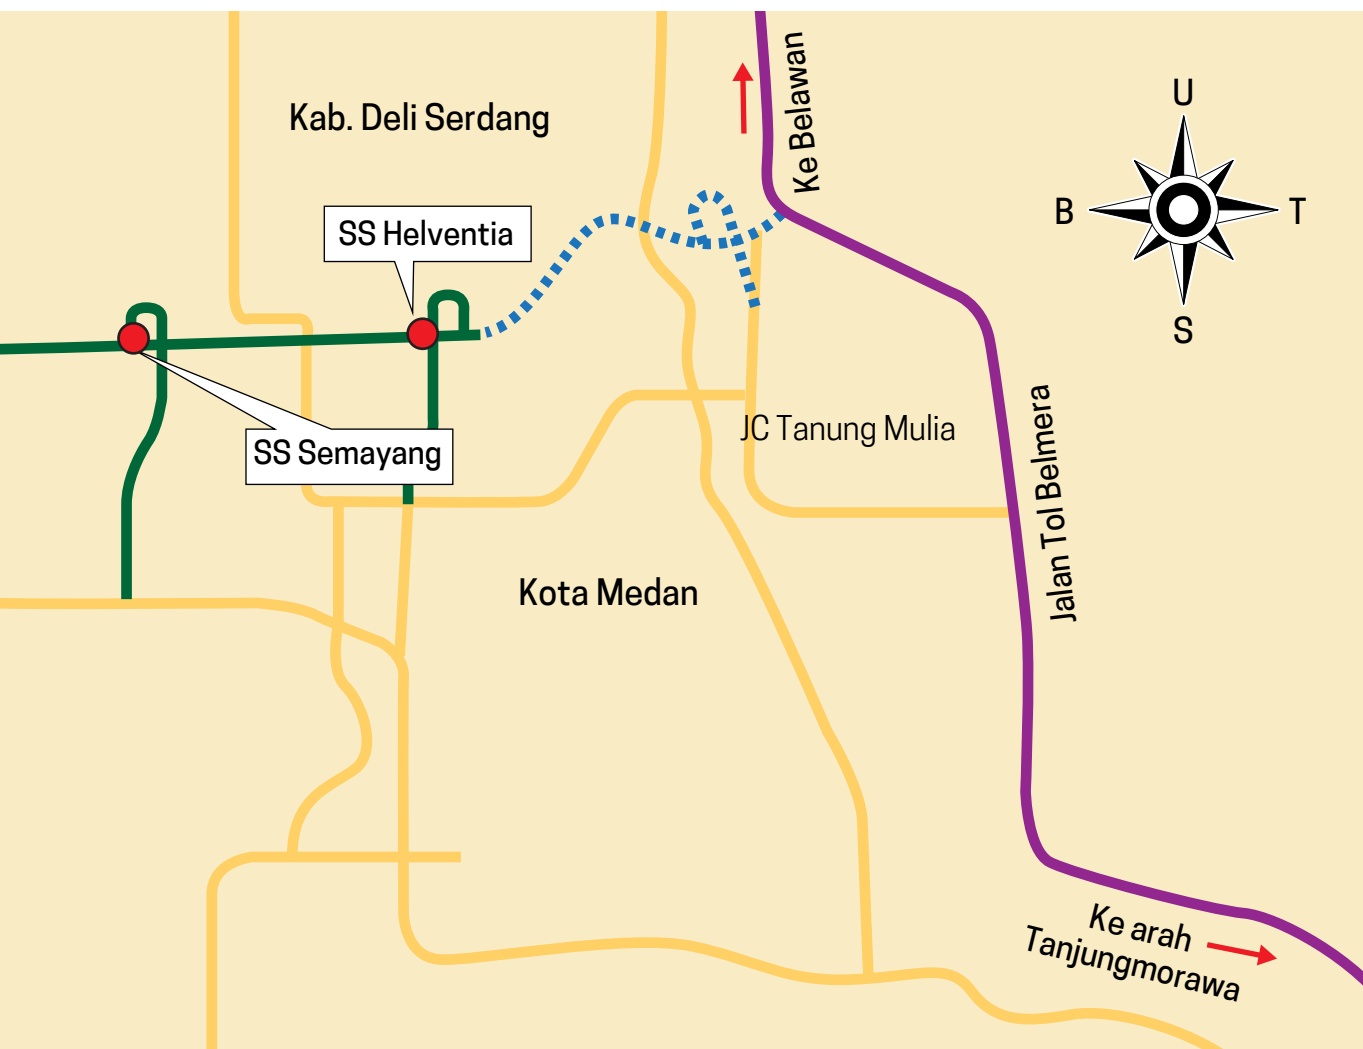 Ke Belawan
U
Kab. Deli Serdang
B
T
SS Helventia
S
JC Tanung Mulia
SS Semayang
Jalan Tol Belmera
Kota Medan
Ke arah
Tanjungmorawa